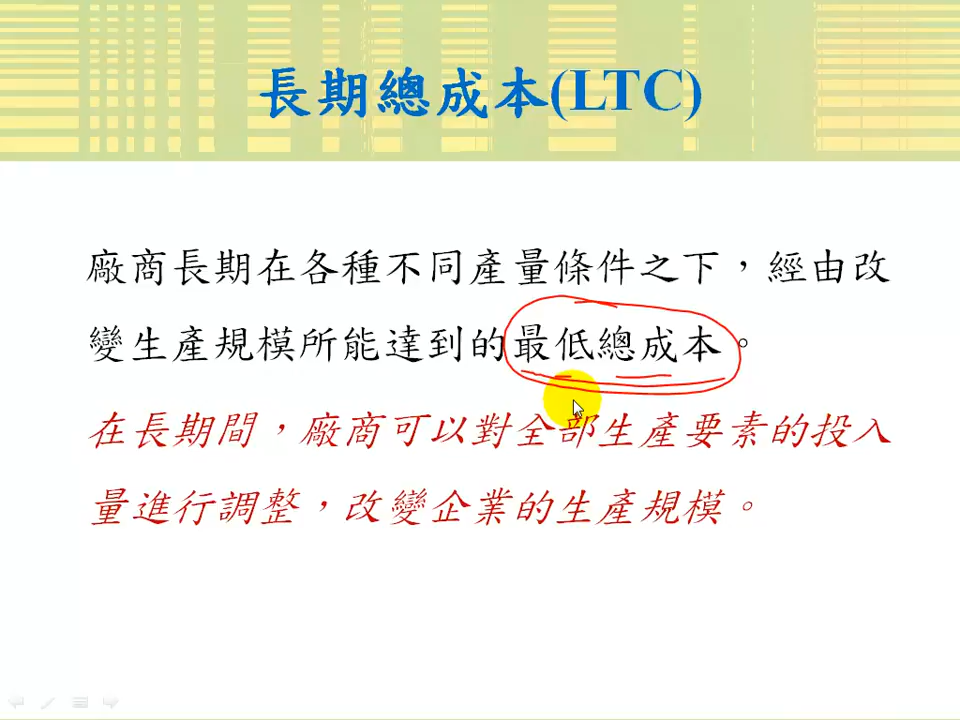 長期總成本(LTC)
廠商長期在各種不同產量條件之下，經由改
變生產規模所能達到的最低總成本。
在長期間，廠商可以對全部生產要素的投入
量進行調整，改變企業的生產規模。